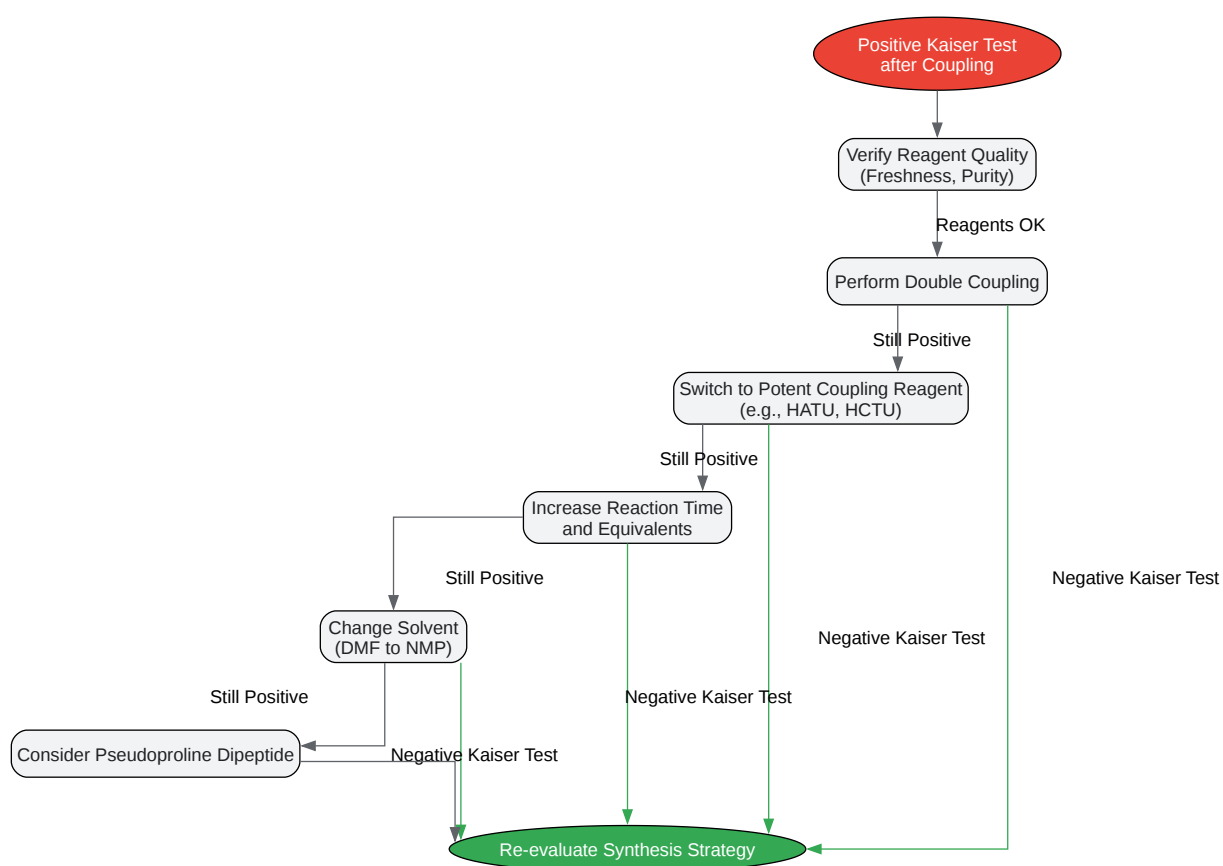 Positive Kaiser Test
after Coupling
Verify Reagent Quality
(Freshness, Purity)
Reagents OK
Perform Double Coupling
Still Positive
Switch to Potent Coupling Reagent
(e.g., HATU, HCTU)
Still Positive
Increase Reaction Time
and Equivalents
Still Positive
Negative Kaiser Test
Change Solvent
(DMF to NMP)
Negative Kaiser Test
Still Positive
Negative Kaiser Test
Consider Pseudoproline Dipeptide
Negative Kaiser Test
Re-evaluate Synthesis Strategy